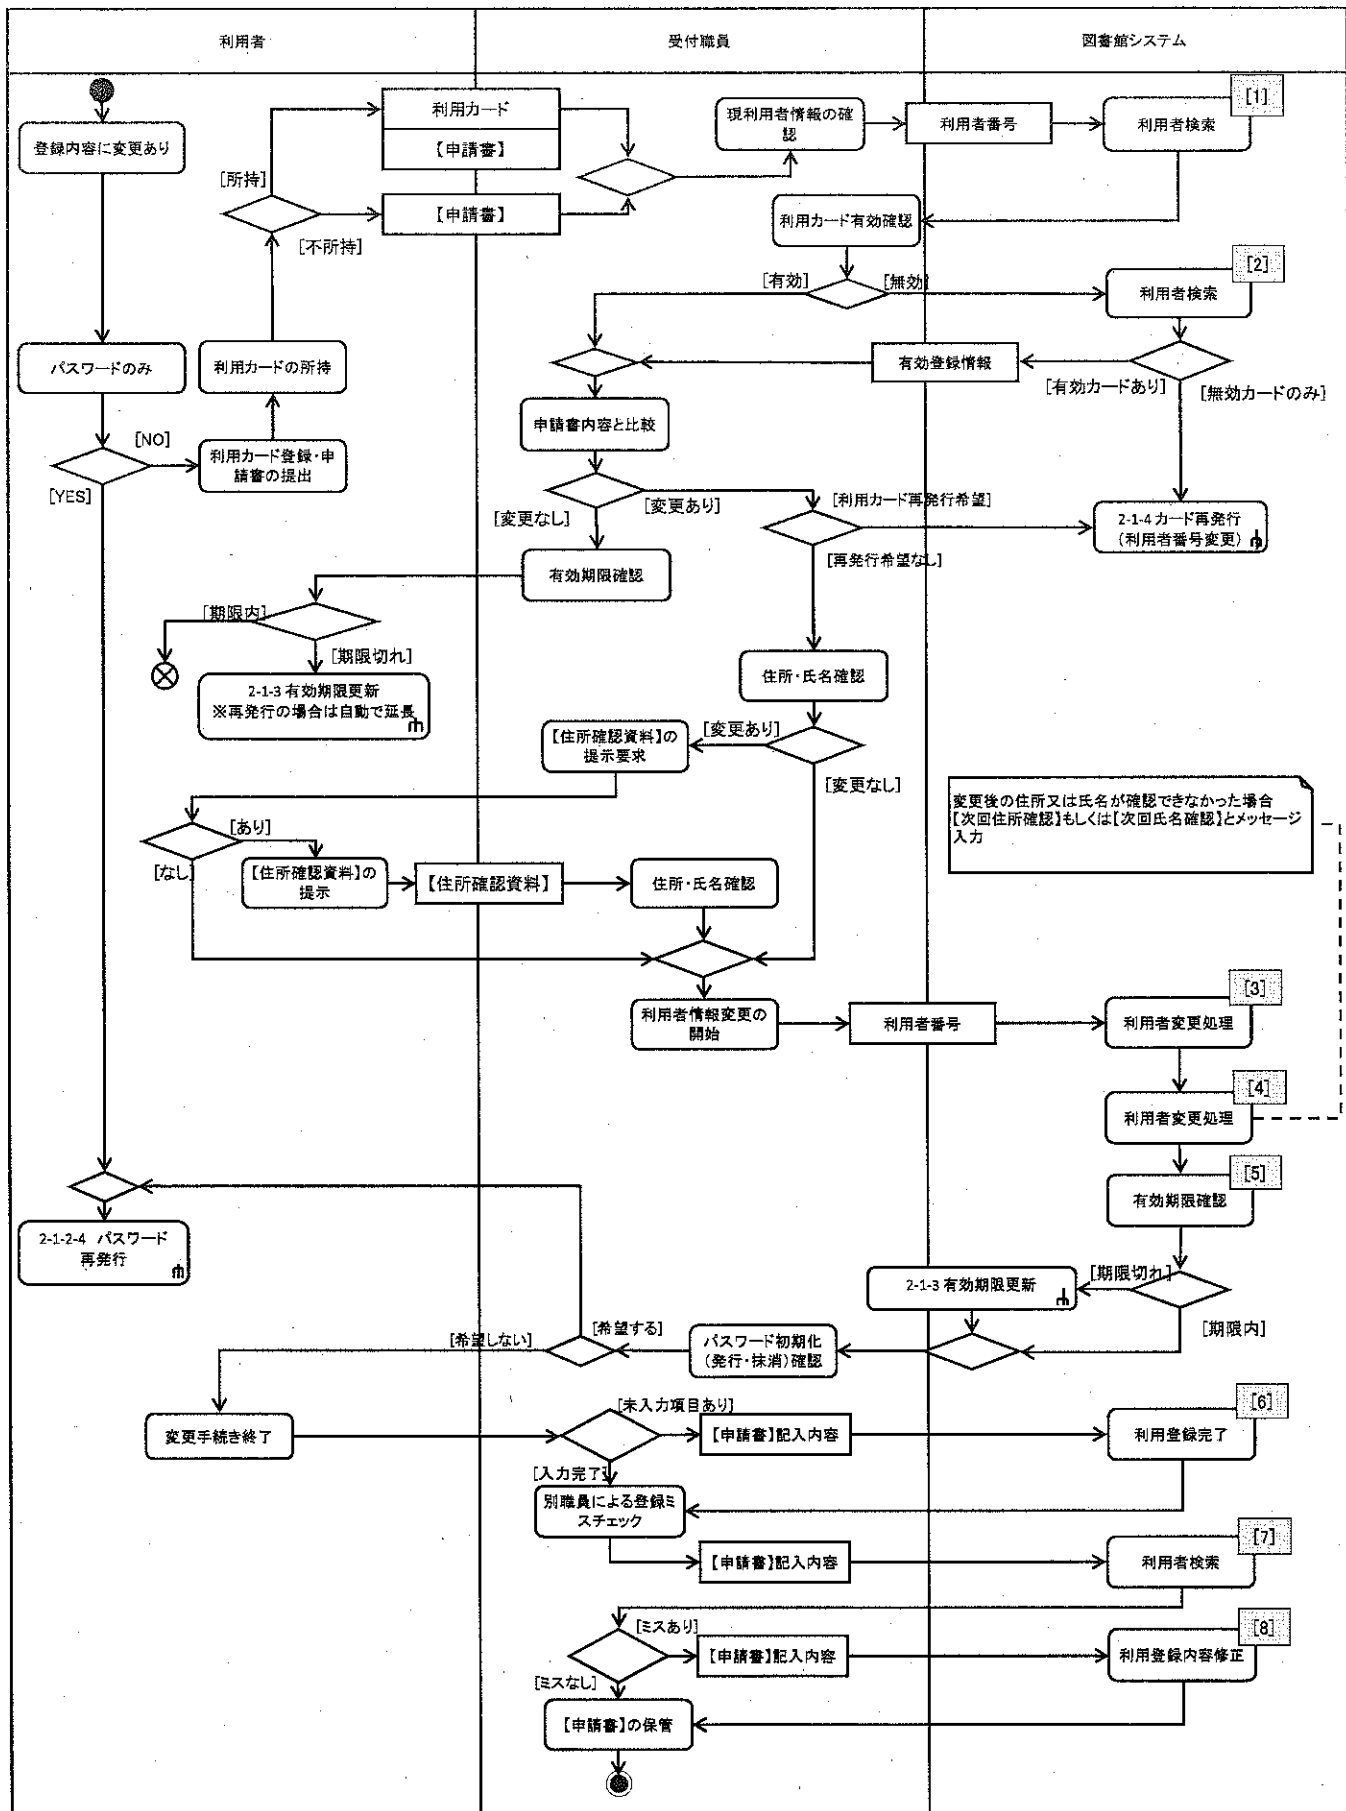 利用者
受付職員
図書館システム
登録内容に変更あり
[所持]
利用カード
【申請書】
【申請書】
[不所持]
現利用者情報の確
認
利用者番号
利用者検索
[1]
利用カード有効確認
[有効]
[無効]
利用者検索
[2]
パスワードのみ
利用カードの所持
有効登録情報
[有効カードあり]
[無効カードのみ]
申請書内容と比較
[NO]
[YES]
利用カード登録・申
請書の提出
[変更なし]
[変更あり]
[利用カード再発行希望]
[再発行希望なし]
2-1-4 カード再発行
(利用者番号変更)
有効期限確認
[期限内]
[期限切れ]
2-1-3 有効期限更新
※再発行の場合は自動で延長
住所・氏名確認
[変更あり]
[変更なし]
【住所確認資料】の
提示要求
変更後の住所又は氏名が確認できなかった場合
【次回住所確認】もしくは【次回氏名確認】とメッセージ
入力
[あり]
[なし]
【住所確認資料】の
提示
【住所確認資料】
住所・氏名確認
利用者情報変更の
開始
利用者番号
利用者変更処理
[3]
利用者変更処理
[4]
有効期限確認
[5]
2-1-2-4 パスワード
再発行
2-1-3 有効期限更新
[期限切れ]
[期限内]
[希望しない]
[希望する]
パスワード初期化
(発行・抹消)確認
変更手続き終了
[未入力項目あり]
【申請書】記入内容
利用登録完了
[6]
[入力完了]
別職員による登録ミ
スチェック
【申請書】記入内容
利用者検索
[7]
[ミスあり]
【申請書】記入内容
利用登録内容修正
[8]
[ミスなし]
【申請書】の保管